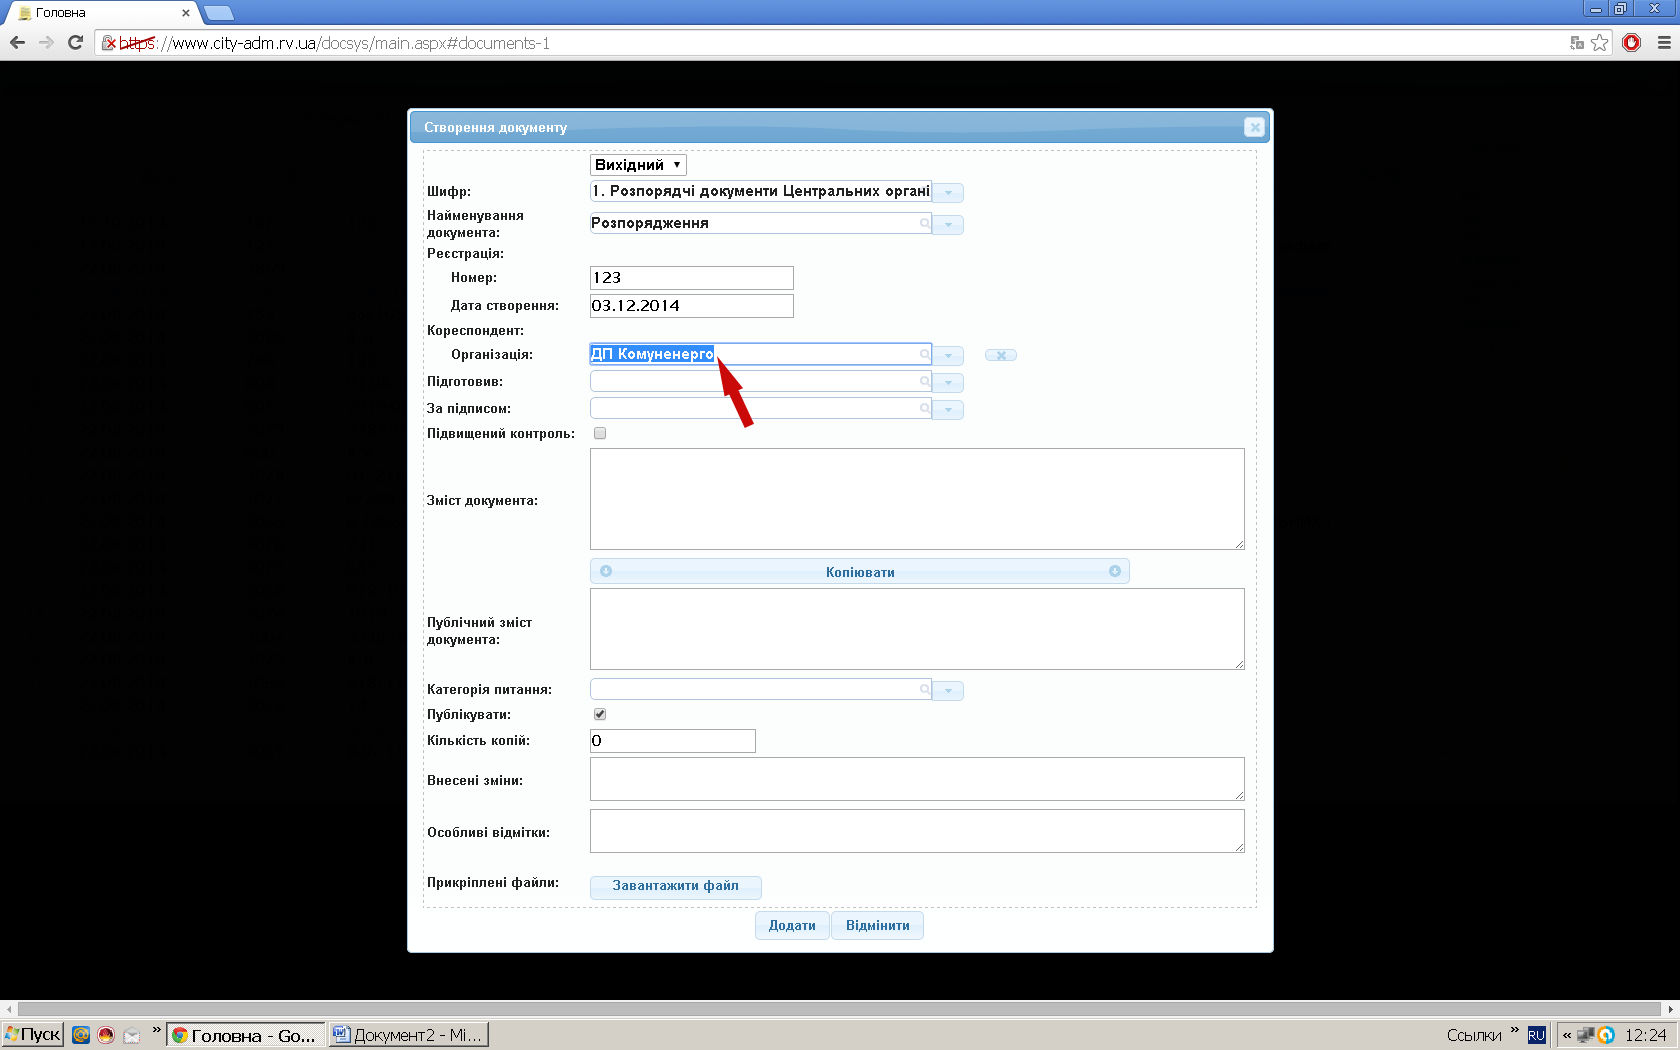 Головна
https://www.city-adm.rv.ua/docsys/main.aspx#documents-1
Створення документу
Вихідний
Шифр:
1. Розпорядчі документи Центральних органі
Найменування
документа:
Розпорядження
Реєстрація:
Номер:
123
Дата створення:
03.12.2014
Кореспондент:
Організація:
ДП Комуненерго
Підготовив:
За підписом:
Підвищений контроль:
Зміст документа:
Копіювати
Публічний зміст
документа:
Категорія питання:
Публікувати:
Кількість копій:
0
Внесені зміни:
Особливі відмітки:
Прикріплені файли:
Завантажити файл
Додати
Відмінити
Пуск
»
Головна - Go...
Документ2 - Mi...
Ссылки
»
RU
«
12:24